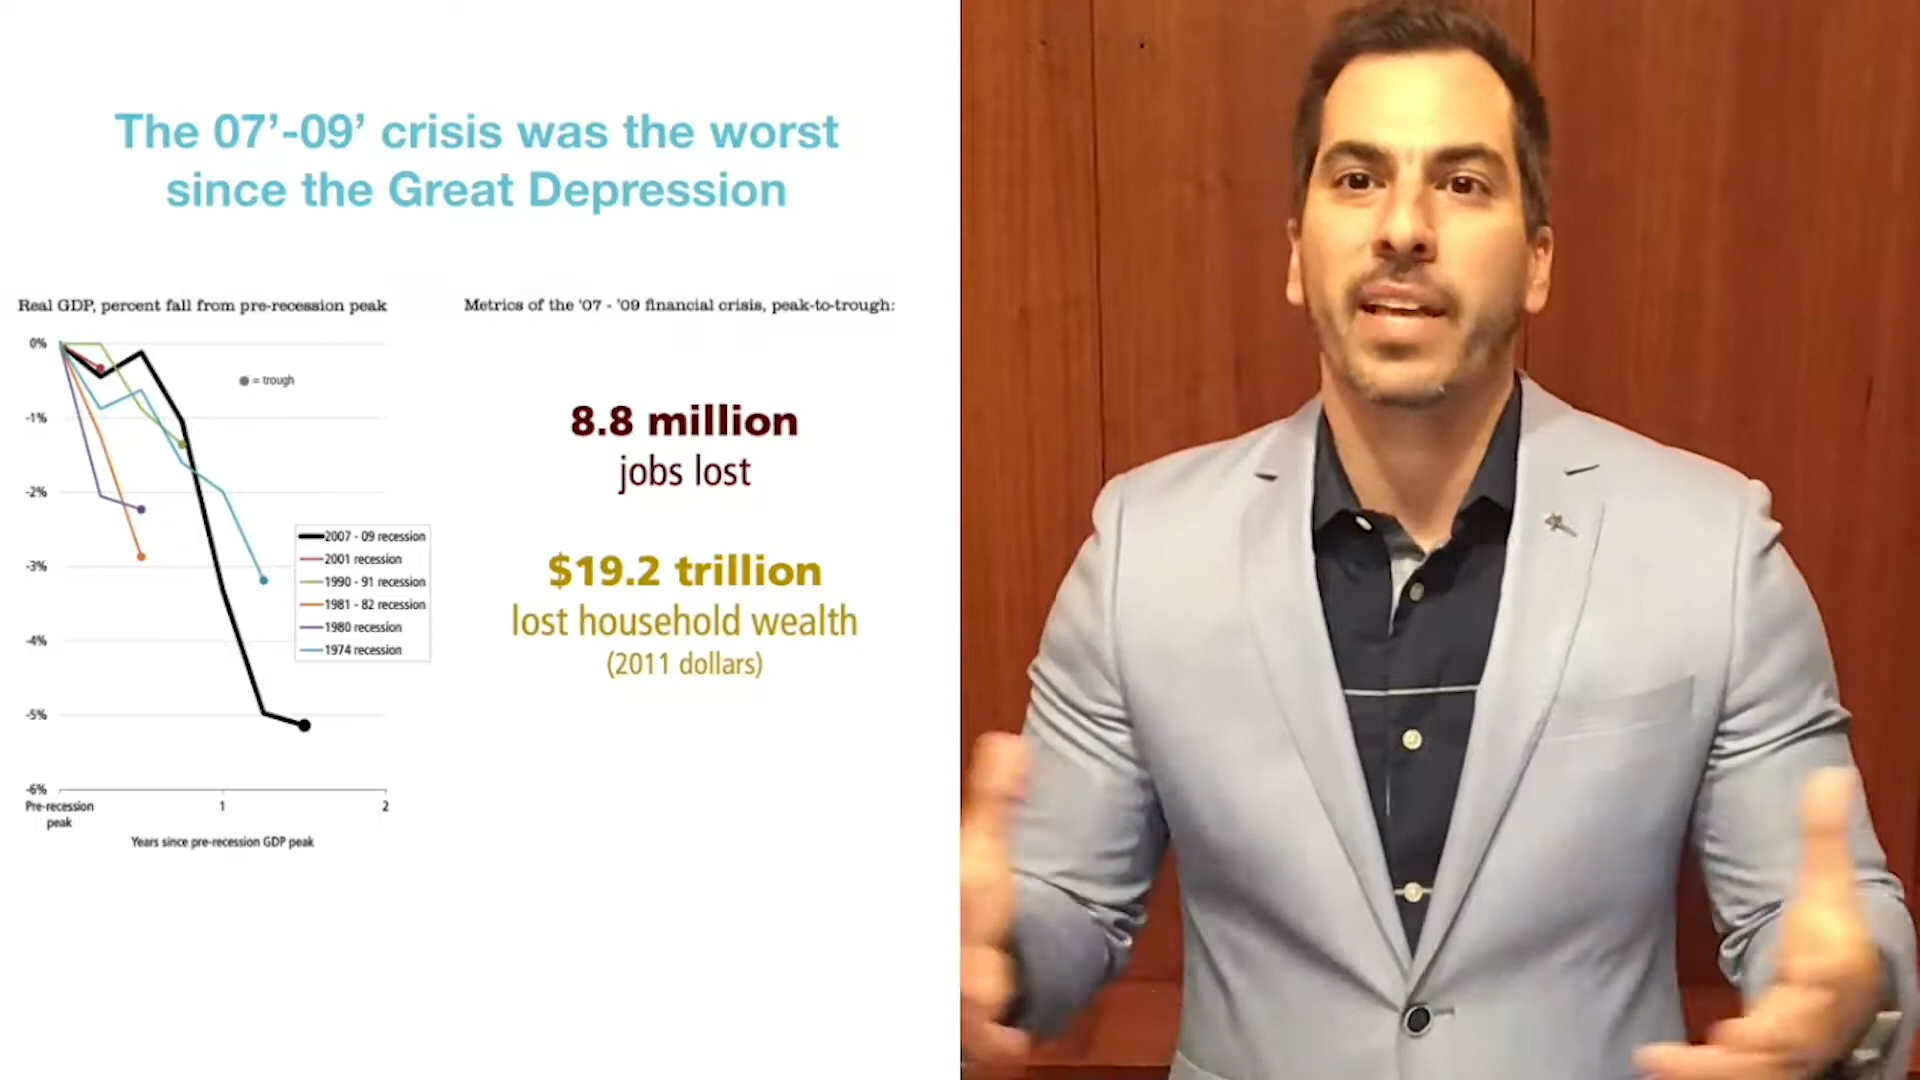 The 07’-09’ crisis was the worst
since the Great Depression
Real GDP, percent fall from pre-recession peak
0%
= trough
-1%
-2%
-3%
-4%
-5%
-6%
2007 - 09 recession
2001 recession
1990 - 91 recession
1981 - 82 recession
1980 recession
1974 recession
Pre-recession
peak
1
2
Years since pre-recession GDP peak
Metrics of the '07 - '09 financial crisis, peak-to-trough:
8.8 million
jobs lost
$19.2 trillion
lost household wealth
(2011 dollars)